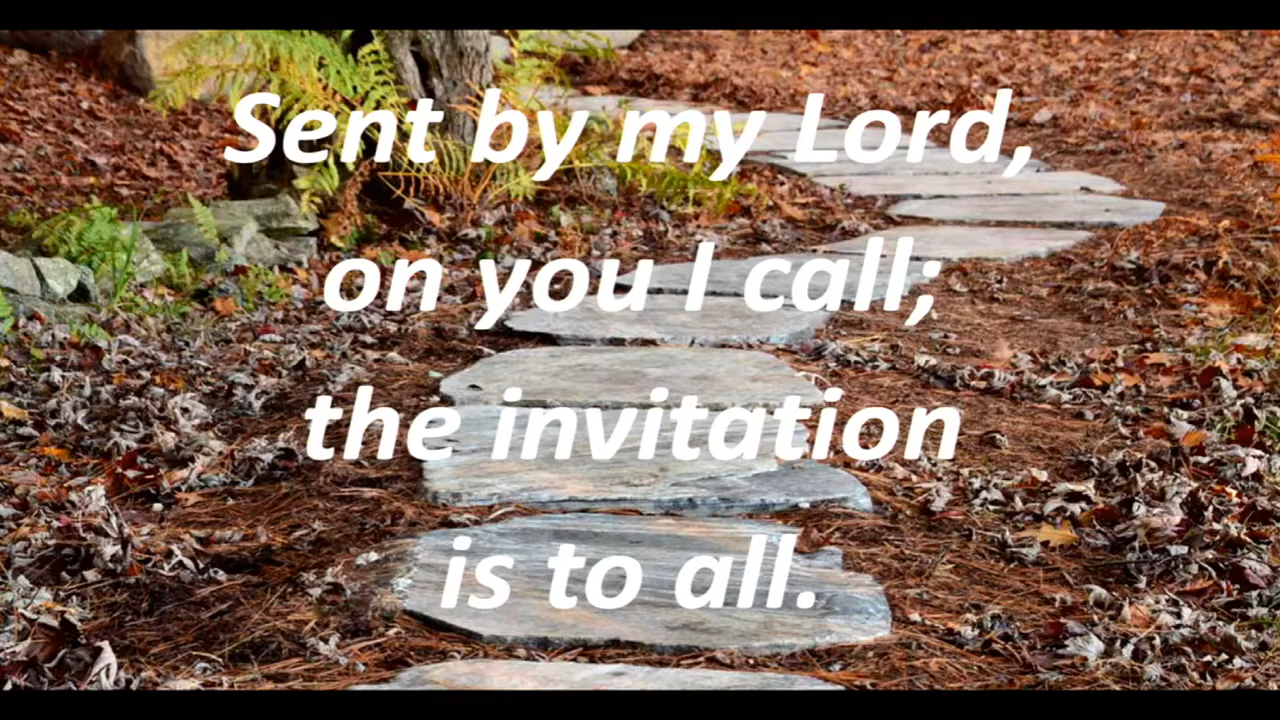 Sent by my Lord,
on you I call;
the invitation
is to all.